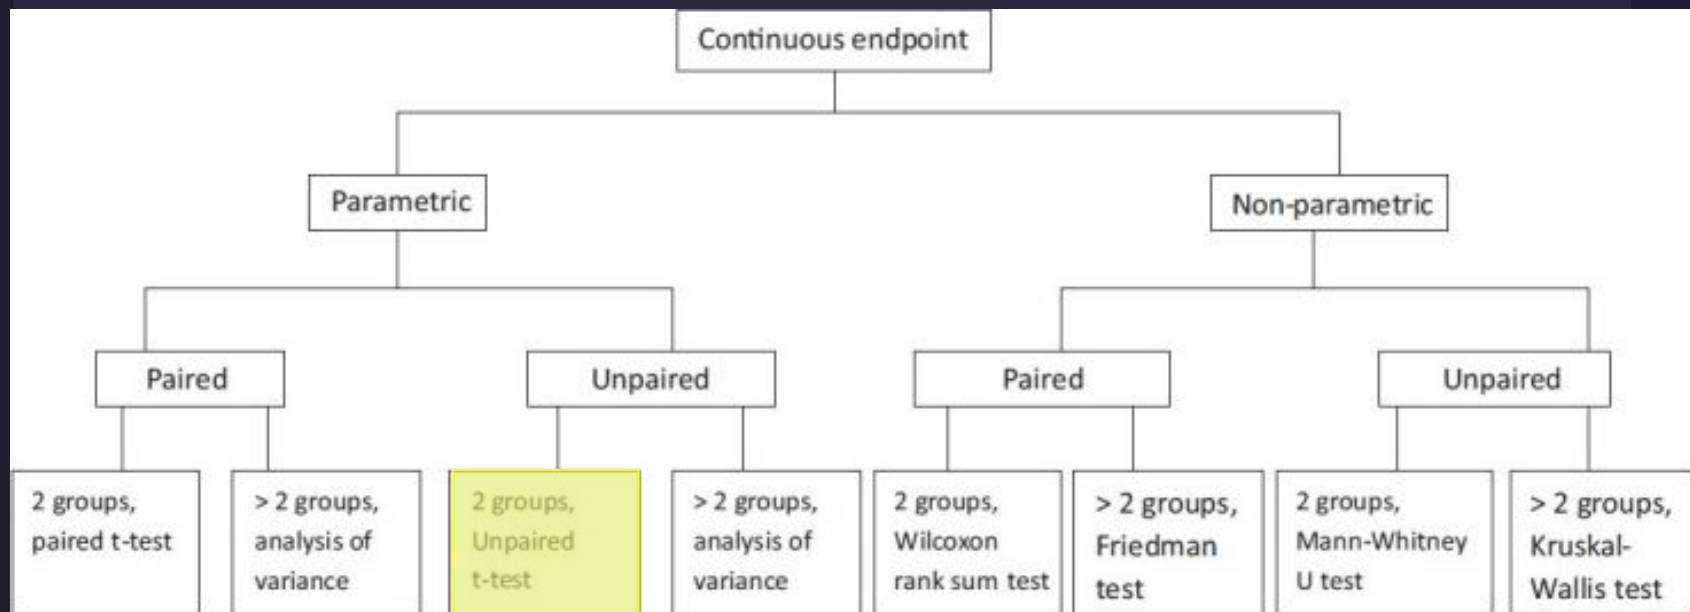 Continuous endpoint
Parametric
Non-parametric
Paired
Unpaired
Paired
Unpaired
2 groups,
paired t-test
> 2 groups,
analysis of
variance
2 groups,
Unpaired
t-test
> 2 groups,
analysis of
variance
2 groups,
Wilcoxon
rank sum test
> 2 groups,
Friedman
test
2 groups,
Mann-Whitney
U test
> 2 groups,
Kruskal-
Wallis test